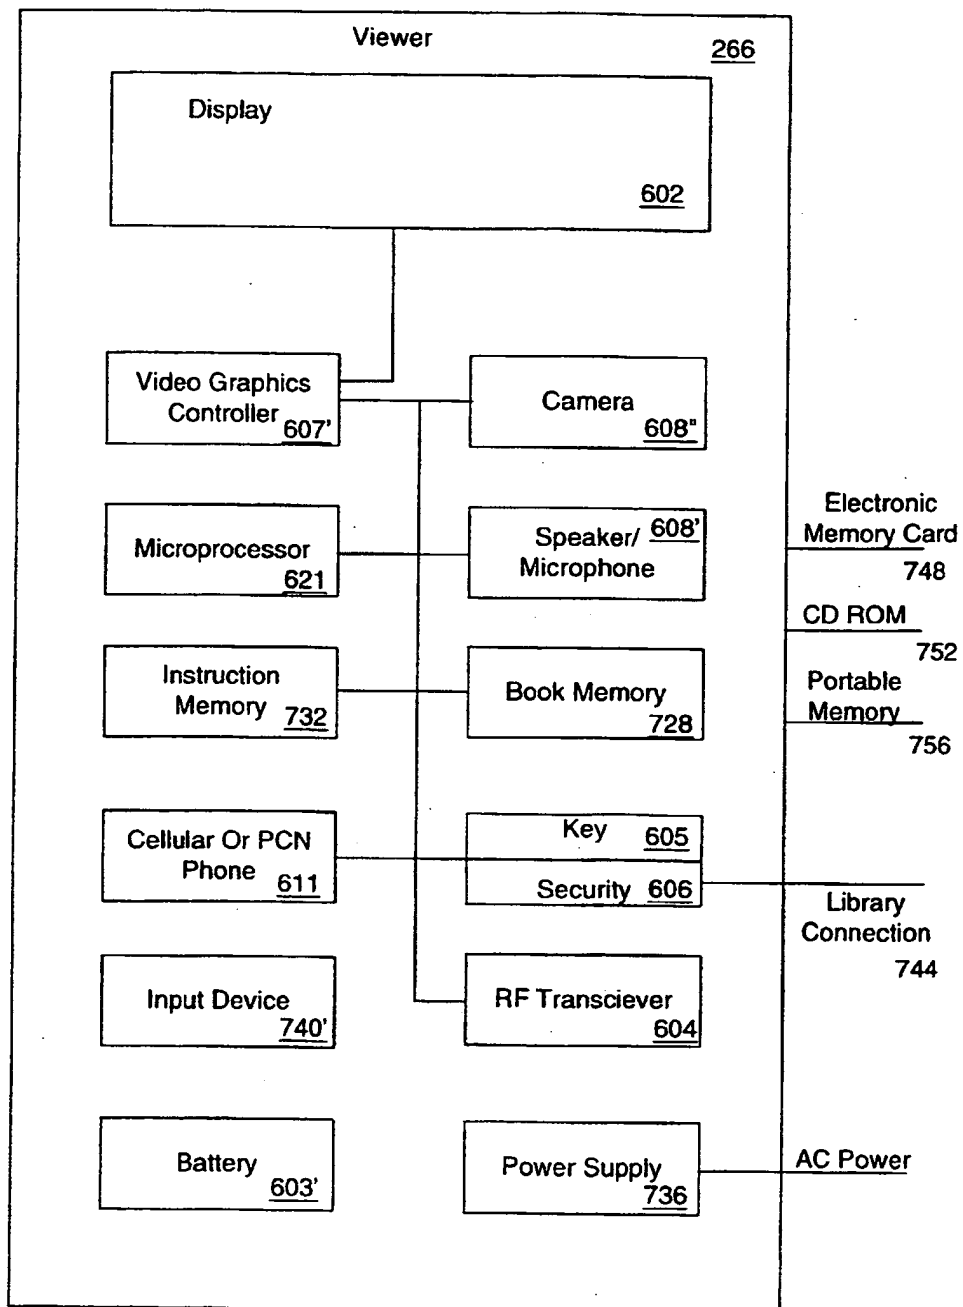 Viewer
266
Display
602
Video Graphics
Controller
607'
Camera
608"
Microprocessor
621
Speaker/
Microphone
608'
Electronic
Memory Card
748
CD ROM
752
Instruction
Memory
732
Book Memory
728
Portable
Memory
756
Cellular Or PCN
Phone
611
Key
605
Security
606
Library
Connection
744
Input Device
740'
RF Transciever
604
Battery
603'
Power Supply
736
AC Power